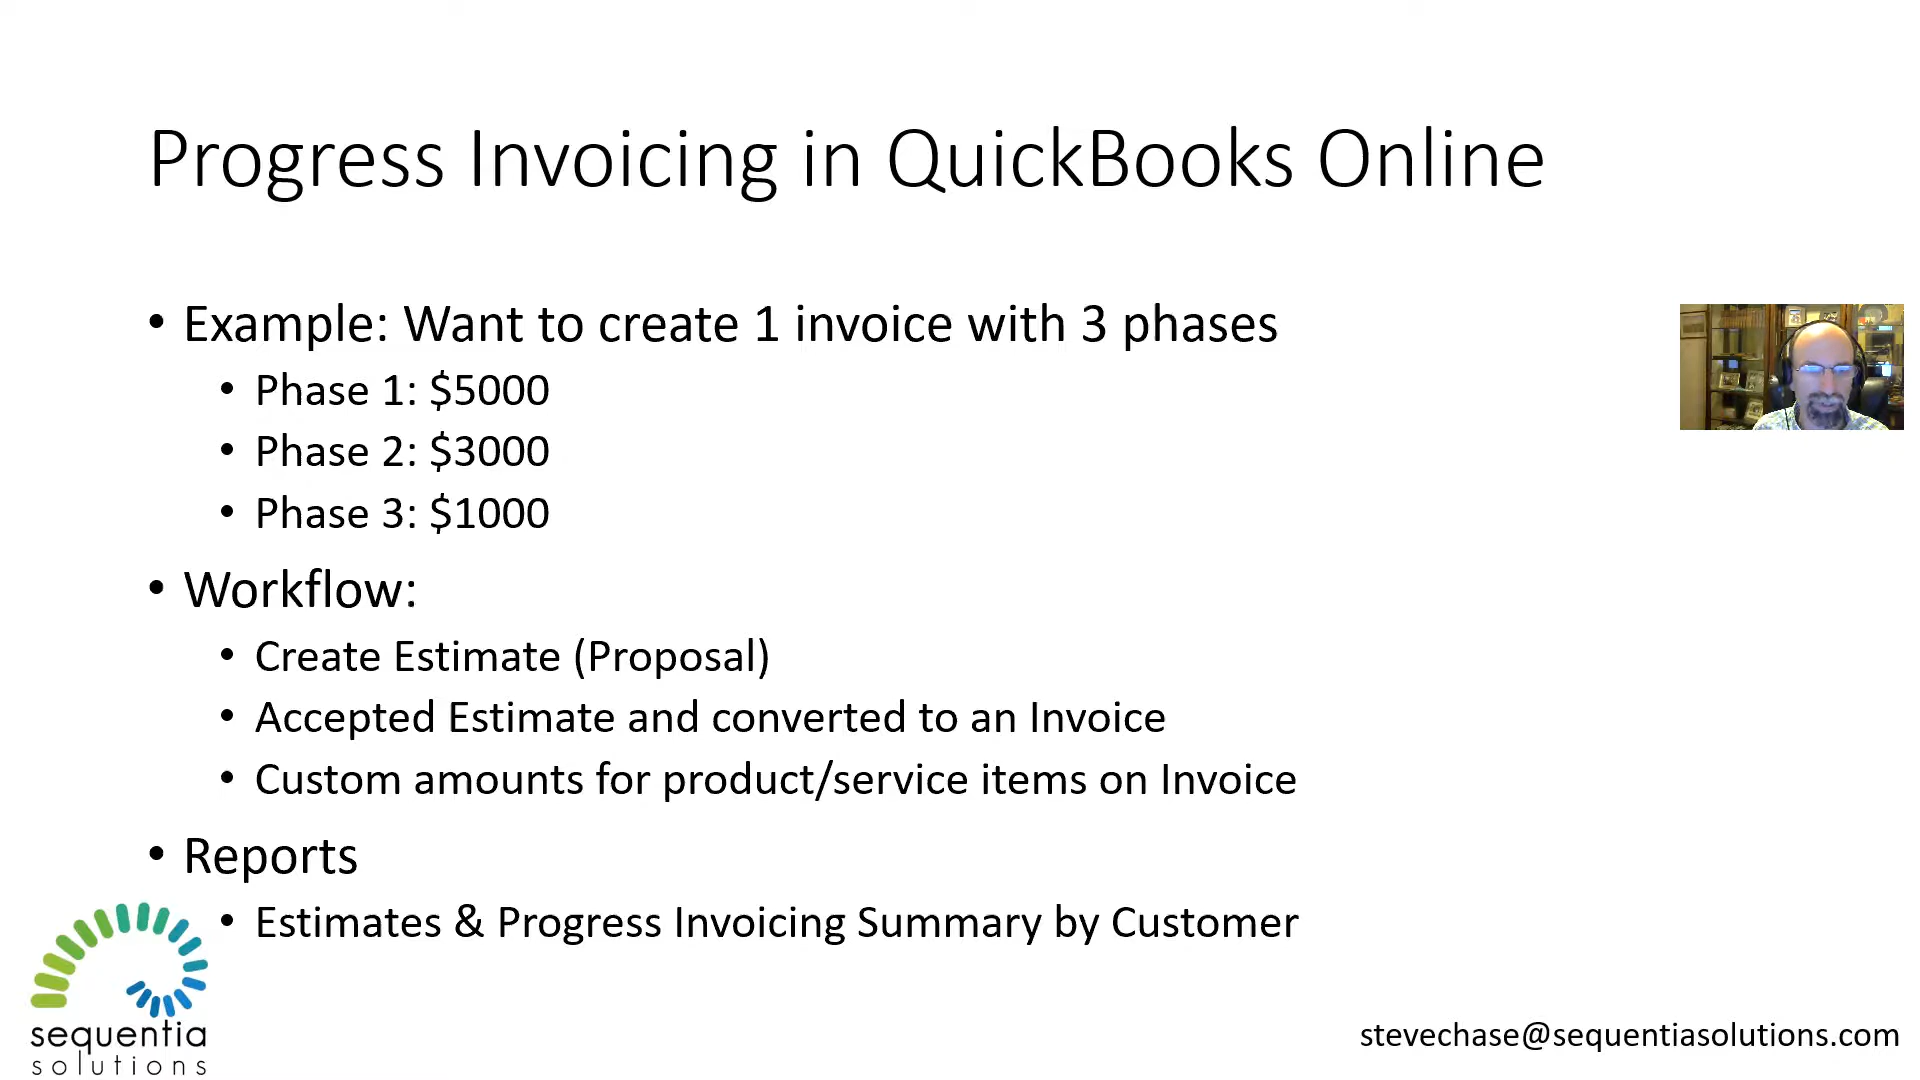 Progress Invoicing in QuickBooks Online
• Example: Want to create 1 invoice with 3 phases
• Phase 1: $5000
• Phase 2: $3000
• Phase 3: $1000
• Workflow:
• Create Estimate (Proposal)
• Accepted Estimate and converted to an Invoice
• Custom amounts for product/service items on Invoice
• Reports
• Estimates & Progress Invoicing Summary by Customer
sequentia
solutions
stevechase@sequentiasolutions.com